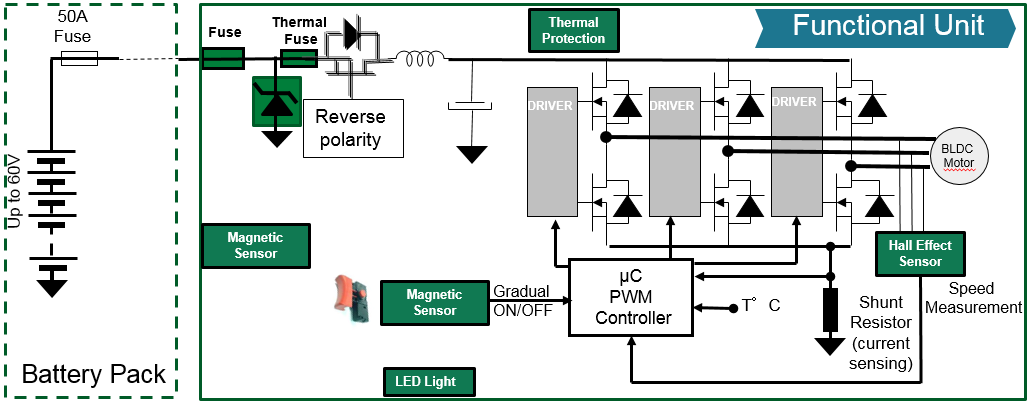 50A
Fuse
Up to 60V
Battery Pack
Fuse
Thermal
Fuse
Reverse
polarity
Thermal
Protection
Functional Unit
DRIVER
DRIVER
DRIVER
BLDC
Motor
Magnetic
Sensor
Magnetic
Sensor
Gradual
ON/OFF
µC
PWM
Controller
T° C
Hall Effect
Sensor
Speed
Measurement
Shunt
Resistor
(current
sensing)
LED Light